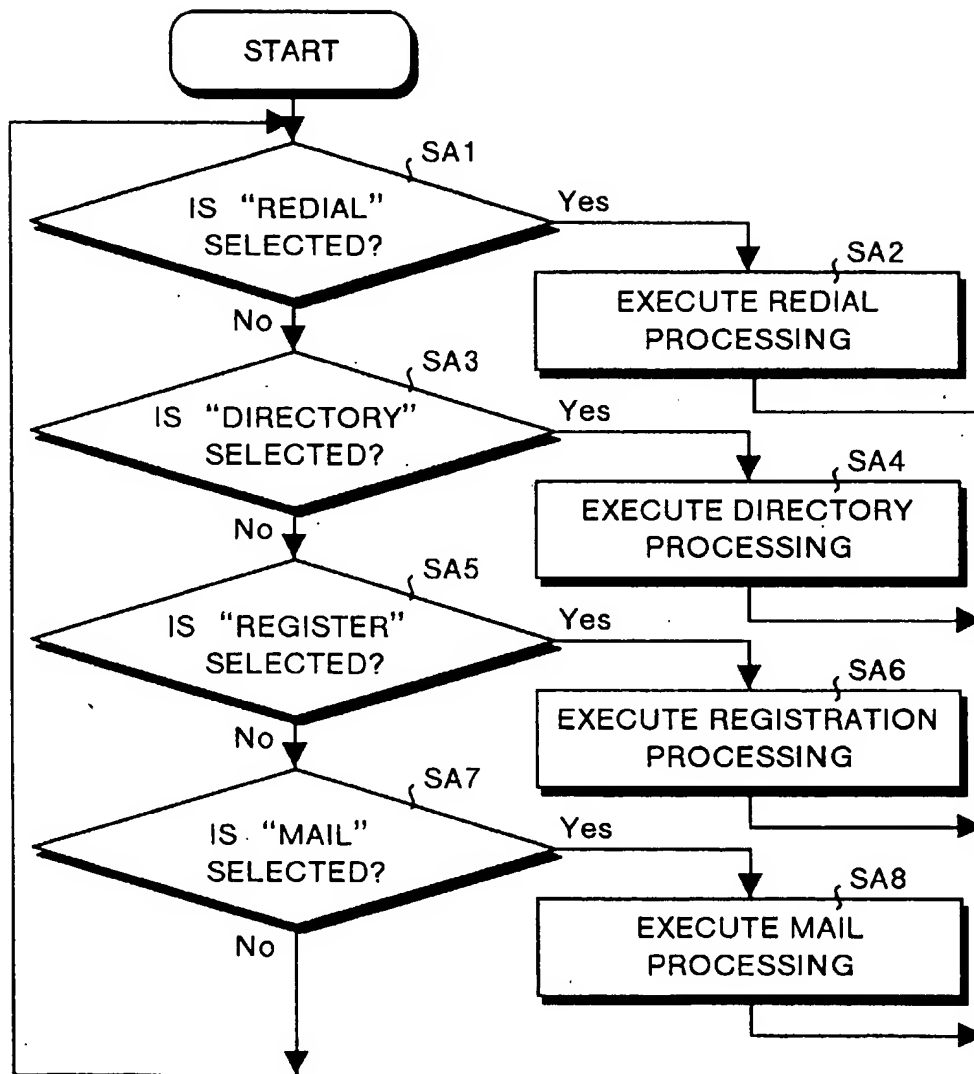 START
SA1
IS “REDIAL”
SELECTED?
Yes
SA2
EXECUTE REDIAL
PROCESSING
No
SA3
IS “DIRECTORY”
SELECTED?
Yes
SA4
EXECUTE DIRECTORY
PROCESSING
No
SA5
IS “REGISTER”
SELECTED?
Yes
SA6
EXECUTE REGISTRATION
PROCESSING
No
SA7
IS “MAIL”
SELECTED?
Yes
SA8
EXECUTE MAIL
PROCESSING
No